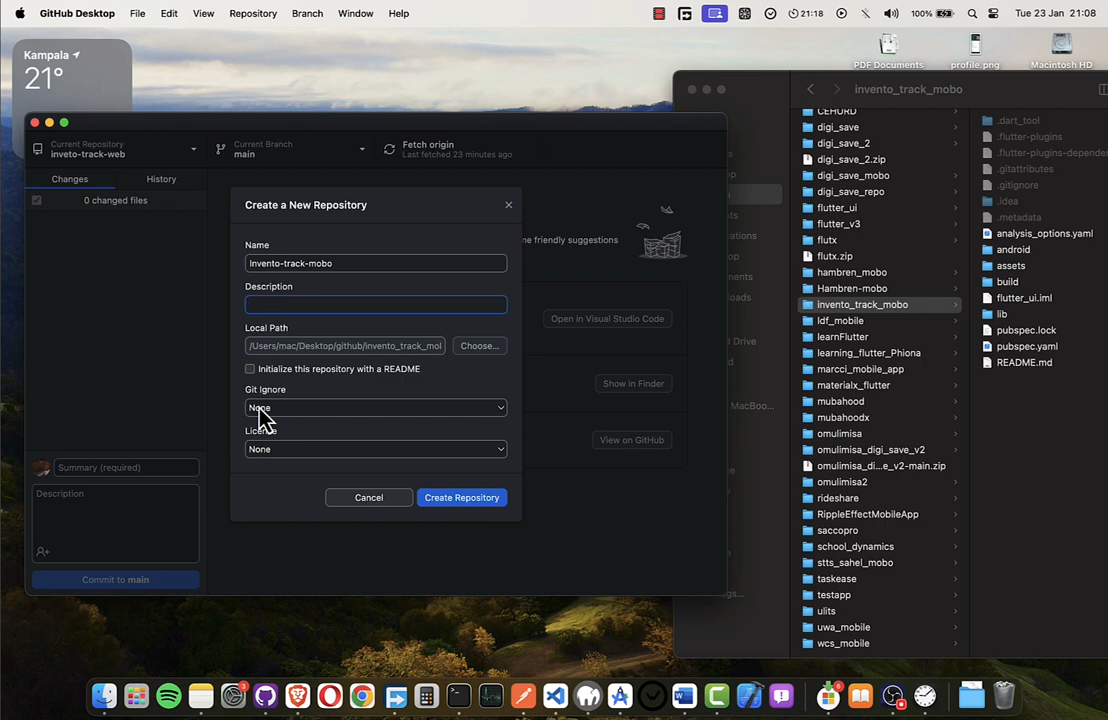 GitHub Desktop File Edit View Repository Branch Window Help 21:18 100% Tue 23 Jan 21:08
Kampala
21°
PDF Documents profile.png Macintosh HD
invento_track_mobo
Current Repository
inveto-track-web
Current Branch
main
Fetch origin
Last fetched 23 minutes ago
Changes History
0 changed files
Create a New Repository
Name
Invento-track-mobo
Description
Local Path
/Users/mac/Desktop/github/invento_track_mol
Choose...
Initialize this repository with a README
Git Ignore
None
License
None
Cancel Create Repository
me friendly suggestions
Open in Visual Studio Code
Show in Finder
View on GitHub
Summary (required)
Description
Commit to main
MacBoo...
CEHURD
digi_save
digi_save_2
digi_save_2.zip
digi_save_mobo
digi_save_repo
flutter_ui
flutter_v3
flutx
flutx.zip
hambren_mobo
Hambren-mobo
invento_track_mobo
ldf_mobile
learnFlutter
learning_flutter_Phiona
marcci_mobile_app
materialx_flutter
mubahood
mubahoodx
omulimisa
omulimisa_digi_save_v2
omulimisa_di...e_v2-main.zip
omulimisa2
rideshare
RippleEffectMobileApp
saccopro
school_dynamics
stts_sahel_mobo
taskease
testapp
ulits
uwa_mobile
wcs_mobile
.dart_tool
.flutter-plugins
.flutter-plugins-depende
.gitattributes
.gitignore
.idea
.metadata
analysis_options.yaml
android
assets
build
flutter_ui.iml
lib
pubspec.lock
pubspec.yaml
README.md